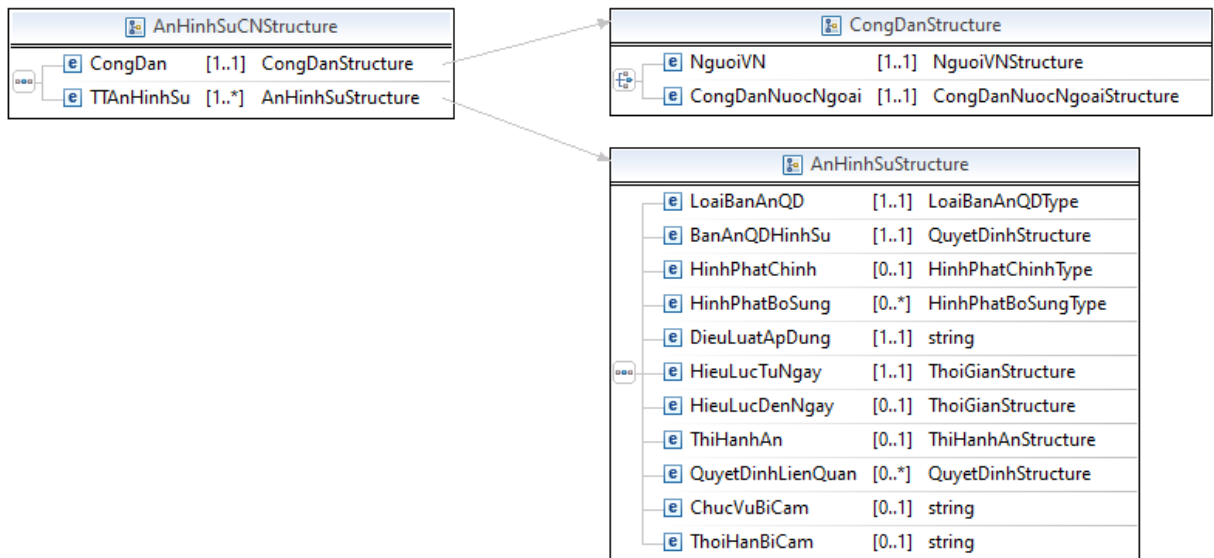 AnHinhSuCNStructure
e CongDan [1..1] CongDanStructure
e TTAnHinhSu [1..*] AnHinhSuStructure
CongDanStructure
e NguoiVN [1..1] NguoiVNStructure
e CongDanNuocNgoai [1..1] CongDanNuocNgoaiStructure
AnHinhSuStructure
e LoaiBanAnQD [1..1] LoaiBanAnQDType
e BanAnQDHinhSu [1..1] QuyetDinhStructure
e HinhPhatChinh [0..1] HinhPhatChinhType
e HinhPhatBoSung [0..*] HinhPhatBoSungType
e DieuLuatApDung [1..1] string
e HieuLucTuNgay [1..1] ThoiGianStructure
e HieuLucDenNgay [0..1] ThoiGianStructure
e ThiHanhAn [0..1] ThiHanhAnStructure
e QuyetDinhLienQuan [0..*] QuyetDinhStructure
e ChucVuBiCam [0..1] string
e ThoiHanBiCam [0..1] string